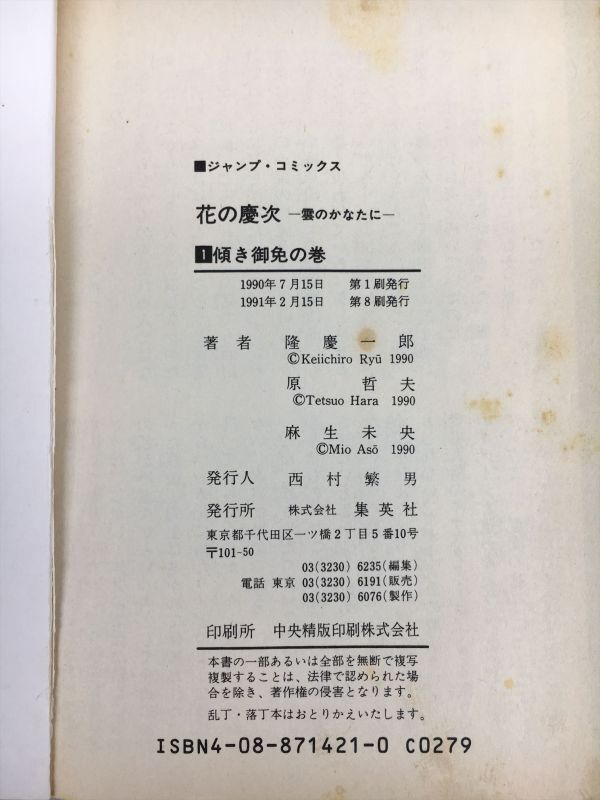 ■ジャンプ・コミックス
花の慶次 ―雲のかなたに―
1傾き御免の巻
1990年7月15日 第1刷発行
1991年2月15日 第8刷発行
著者 隆慶一郎
©Keiichiro Ryū 1990
原哲夫
©Tetsuo Hara 1990
麻生未央
©Mio Asō 1990
発行人 西村繁男
発行所 株式会社 集英社
東京都千代田区一ツ橋2丁目5番10号
〒101-50
03(3230) 6235(編集)
電話 東京 03(3230) 6191(販売)
03(3230) 6076(製作)
印刷所 中央精版印刷株式会社
本書の一部あるいは全部を無断で複写
複製することは、法律で認められた場
合を除き、著作権の侵害となります。
乱丁・落丁本はおとりかえいたします。
ISBN4-08-871421-0 C0279